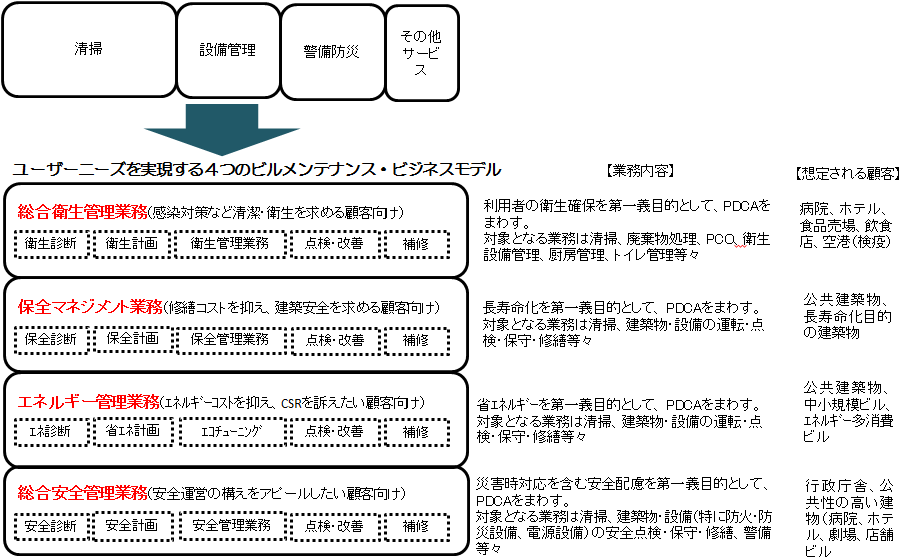 清掃
設備管理
警備防災
その他
サービ
ス
ユーザーニーズを実現する4つのビルメンテナンス・ビジネスモデル
【業務内容】
【想定される顧客】
総合衛生管理業務(感染対策など清潔・衛生を求める顧客向け)
衛生診断
衛生計画
衛生管理業務
点検・改善
補修
利用者の衛生確保を第一義目的として、PDCAを
まわす。
対象となる業務は清掃、廃棄物処理、PCO、衛生
設備管理、厨房管理、トイレ管理等々
病院、ホテル、
食品売場、飲食
店、空港(検疫)
保全マネジメント業務(修繕コストを抑え、建築安全を求める顧客向け)
保全診断
保全計画
保全管理業務
点検・改善
補修
長寿命化を第一義目的として、PDCAをまわす。
対象となる業務は清掃、建築物・設備の運転・点
検・保守・修繕等々
公共建築物、
長寿命化目的
の建築物
エネルギー管理業務(エネルギーコストを抑え、CSRを訴えたい顧客向け)
エネ診断
省エネ計画
エコチューニング
点検・改善
補修
省エネルギーを第一義目的として、PDCAをまわす。
対象となる業務は清掃、建築物・設備の運転・点
検・保守・修繕等々
公共建築物、
中小規模ビル、
エネルギー多消費
ビル
総合安全管理業務(安全運営の構えをアピールしたい顧客向け)
安全診断
安全計画
安全管理業務
点検・改善
補修
災害時対応を含む安全配慮を第一義目的として、
PDCAをまわす。
対象となる業務は清掃、建築物・設備(特に防火・防
災設備、電源設備)の安全点検・保守・修繕、警備
等々
行政庁舎、公
共性の高い建
物(病院、ホテ
ル、劇場、店舗
ビル